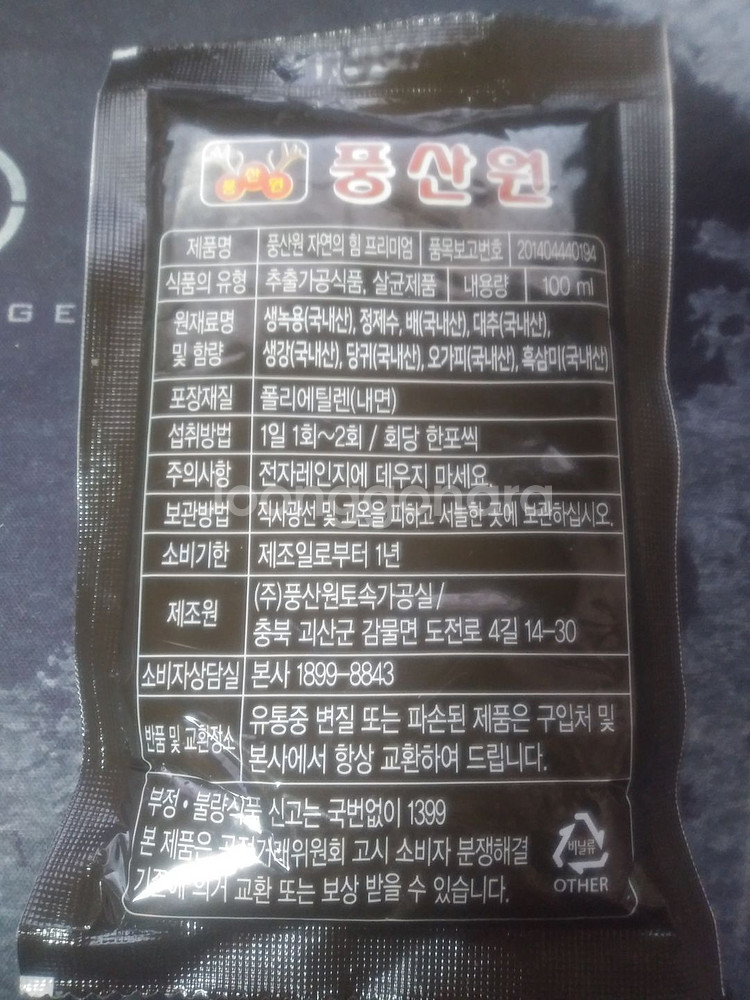 풍산원
풍산원
제품명 풍산원 자연의 힘 프리미엄 품목보고번호 201404440194
식품의 유형 추출가공식품, 살균제품 내용량 100 ml
원재료명 생녹용(국내산), 정제수, 배(국내산), 대추(국내산),
및 함량 생강(국내산), 당귀(국내산), 오가피(국내산), 흑삼미(국내산)
포장재질 폴리에틸렌(내면)
섭취방법 1일 1회~2회 / 회당 한포씩
주의사항 전자레인지에 데우지 마세요.
보관방법 직사광선 및 고온을 피하고 서늘한 곳에 보관하십시오.
소비기한 제조일로부터 1년
제조원 (주)풍산원토속가공실 /
충북 괴산군 감물면 도전로 4길 14-30
소비자상담실 본사 1899-8843
반품 및 교환장소 유통중 변질 또는 파손된 제품은 구입처 및
본사에서 항상 교환하여 드립니다.
부정•불량식품 신고는 국번없이 1399
본 제품은 공정거래위원회 고시 소비자 분쟁해결
기준에 의거 교환 또는 보상 받을 수 있습니다.
비닐류
OTHER
joonggonara
GE